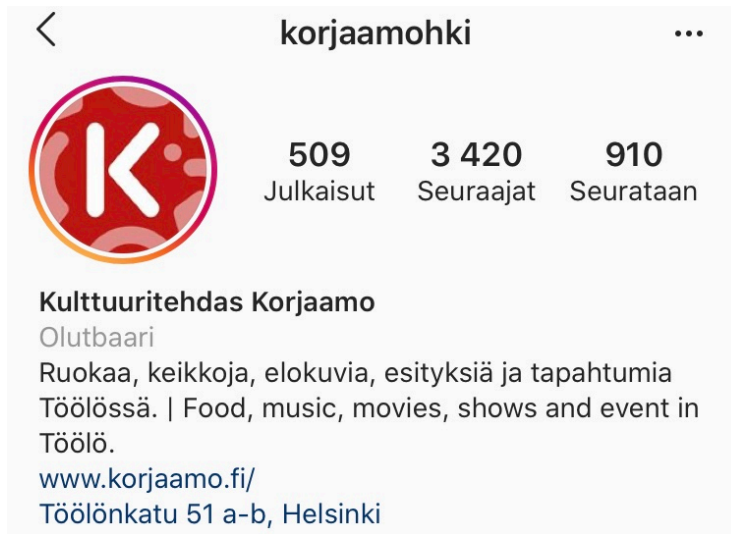 korjaamohki
K
509 3 420 910
Julkaisut Seuraajat Seurataan
Kulttuuritehdas Korjaamo
Olutbaari
Ruokaa, keikkoja, elokuvia, esityksiä ja tapahtumia
Töölössä. | Food, music, movies, shows and event in
Töölö.
www.korjaamo.fi/
Töölönkatu 51 a-b, Helsinki